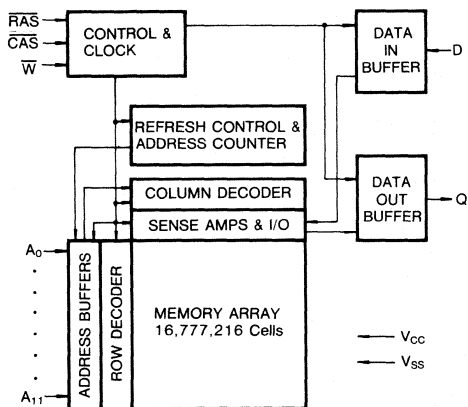 RAS
CAS
W
CONTROL &
CLOCK
DATA
IN
BUFFER
D
REFRESH CONTROL &
ADDRESS COUNTER
COLUMN DECODER
SENSE AMPS & I/O
DATA
OUT
BUFFER
Q
A0
A11
ADDRESS BUFFERS
ROW DECODER
MEMORY ARRAY
16,777,216 Cells
VCC
VSS